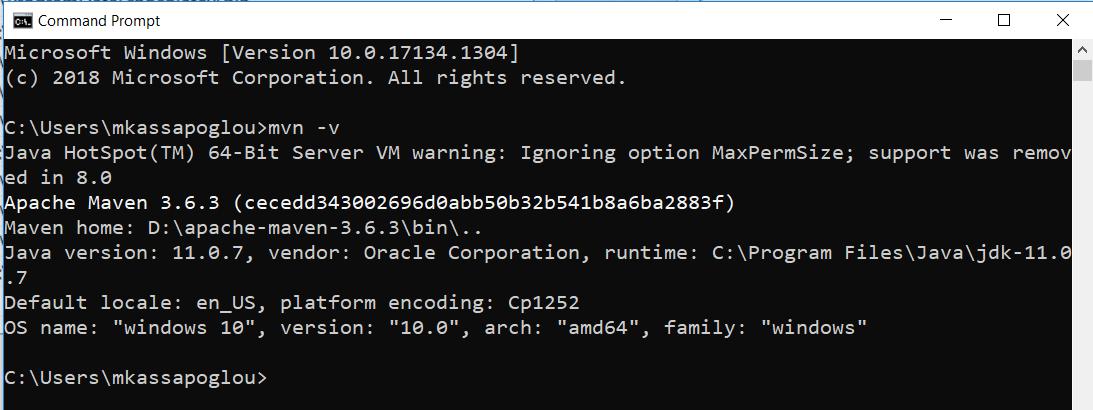 Command Prompt
Microsoft Windows [Version 10.0.17134.1304]
(c) 2018 Microsoft Corporation. All rights reserved.
C:\Users\mkassapoglou>mvn -v
Java HotSpot(TM) 64-Bit Server VM warning: Ignoring option MaxPermSize; support was remov
ed in 8.0
Apache Maven 3.6.3 (cecedd343002696d0abb50b32b541b8a6ba2883f)
Maven home: D:\apache-maven-3.6.3\bin\..
Java version: 11.0.7, vendor: Oracle Corporation, runtime: C:\Program Files\Java\jdk-11.0
.7
Default locale: en_US, platform encoding: Cp1252
OS name: "windows 10", version: "10.0", arch: "amd64", family: "windows"
C:\Users\mkassapoglou>